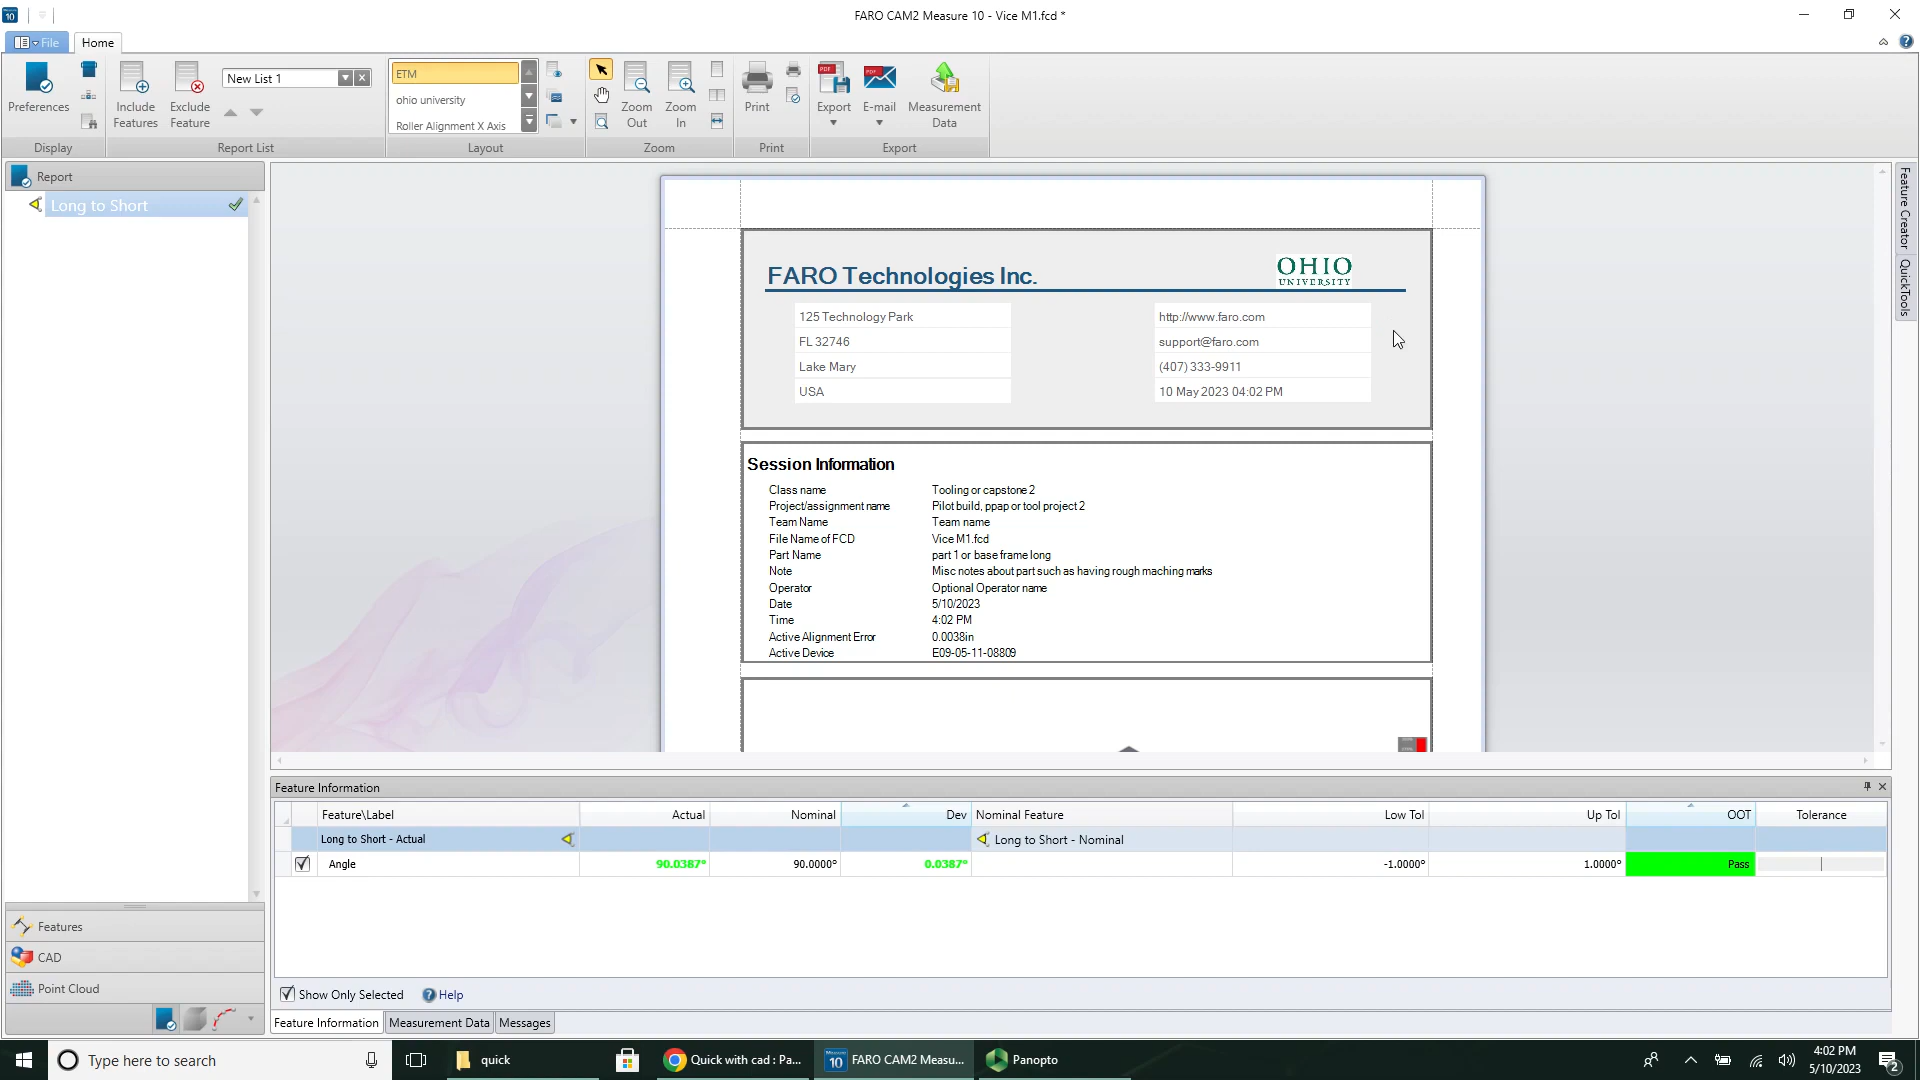 10
FARO CAM2 Measure 10 - Vice M1.fcd *
File
Home
Preferences
Include Features
Exclude Feature
New List 1
ETM
ohio university
Roller Alignment X Axis
Zoom Out
Zoom In
Print
Export
E-mail
Measurement Data
Display
Report List
Layout
Zoom
Print
Export
Report
Long to Short
Feature Creator
QuickTools
FARO Technologies Inc.
OHIO
UNIVERSITY
125 Technology Park
http://www.faro.com
FL 32746
support@faro.com
Lake Mary
(407) 333-9911
USA
10 May 2023 04:02 PM
Session Information
Class name Tooling or capstone 2
Project/assignment name Pilot build, ppap or tool project 2
Team Name Team name
File Name of FCD Vice M1.fcd
Part Name part 1 or base frame long
Note Misc notes about part such as having rough maching marks
Operator Optional Operator name
Date 5/10/2023
Time 4:02 PM
Active Alignment Error 0.0038in
Active Device E09-05-11-08809
Features
CAD
Point Cloud
Feature Information
Feature\Label Actual Nominal Dev Nominal Feature Low Tol Up Tol OOT Tolerance
Long to Short - Actual Long to Short - Nominal
Angle 90.0387° 90.0000° 0.0387° -1.0000° 1.0000° Pass
Show Only Selected Help
Feature Information Measurement Data Messages
Type here to search
quick
Quick with cad : Pa...
FARO CAM2 Measu...
Panopto
4:02 PM
5/10/2023
2